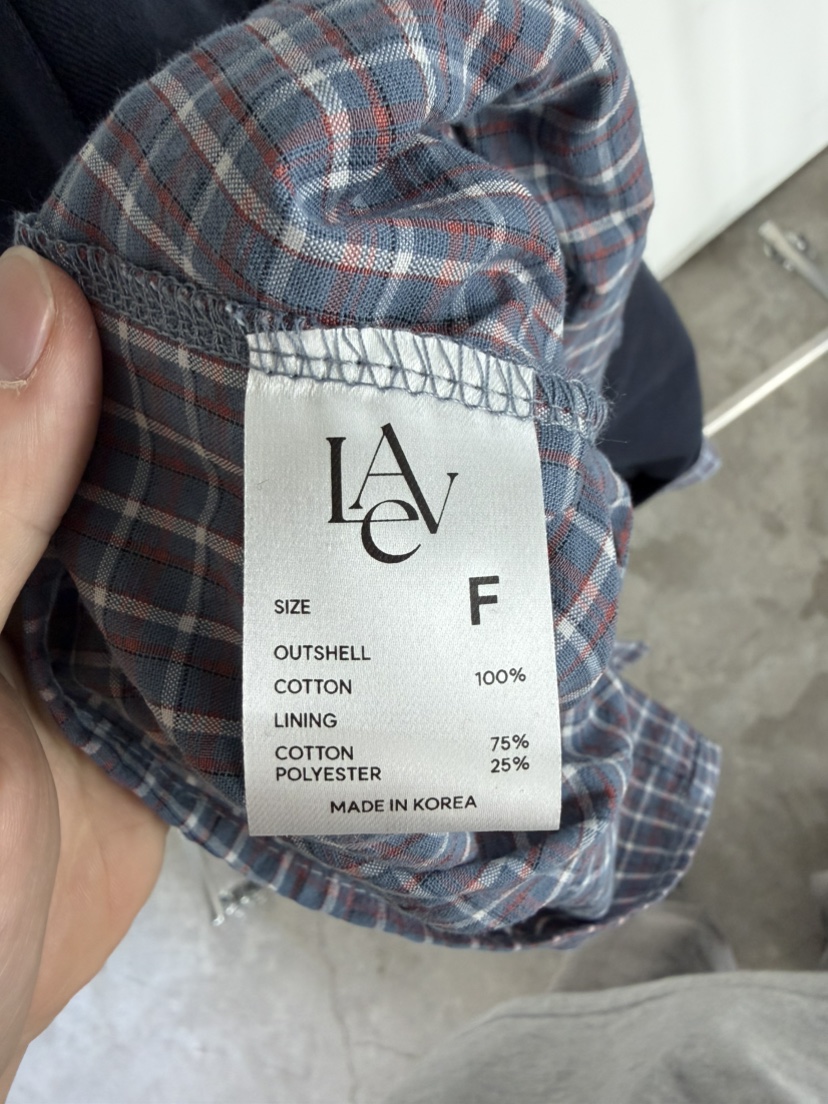 LAeV
SIZE F
OUTSHELL
COTTON 100%
LINING
COTTON 75%
POLYESTER 25%
MADE IN KOREA